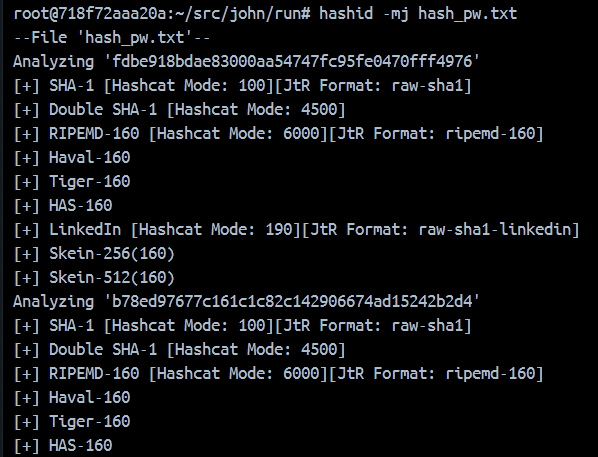 root@718f72aaa20a:~/src/john/run# hashid -mj hash_pw.txt
--File 'hash_pw.txt'--
Analyzing 'fdbe918bdae83000aa54747fc95fe0470fff4976'
[+] SHA-1 [Hashcat Mode: 100][JtR Format: raw-sha1]
[+] Double SHA-1 [Hashcat Mode: 4500]
[+] RIPEMD-160 [Hashcat Mode: 6000][JtR Format: ripemd-160]
[+] Haval-160
[+] Tiger-160
[+] HAS-160
[+] LinkedIn [Hashcat Mode: 190][JtR Format: raw-sha1-linkedin]
[+] Skein-256(160)
[+] Skein-512(160)
Analyzing 'b78ed97677c161c1c82c142906674ad15242b2d4'
[+] SHA-1 [Hashcat Mode: 100][JtR Format: raw-sha1]
[+] Double SHA-1 [Hashcat Mode: 4500]
[+] RIPEMD-160 [Hashcat Mode: 6000][JtR Format: ripemd-160]
[+] Haval-160
[+] Tiger-160
[+] HAS-160